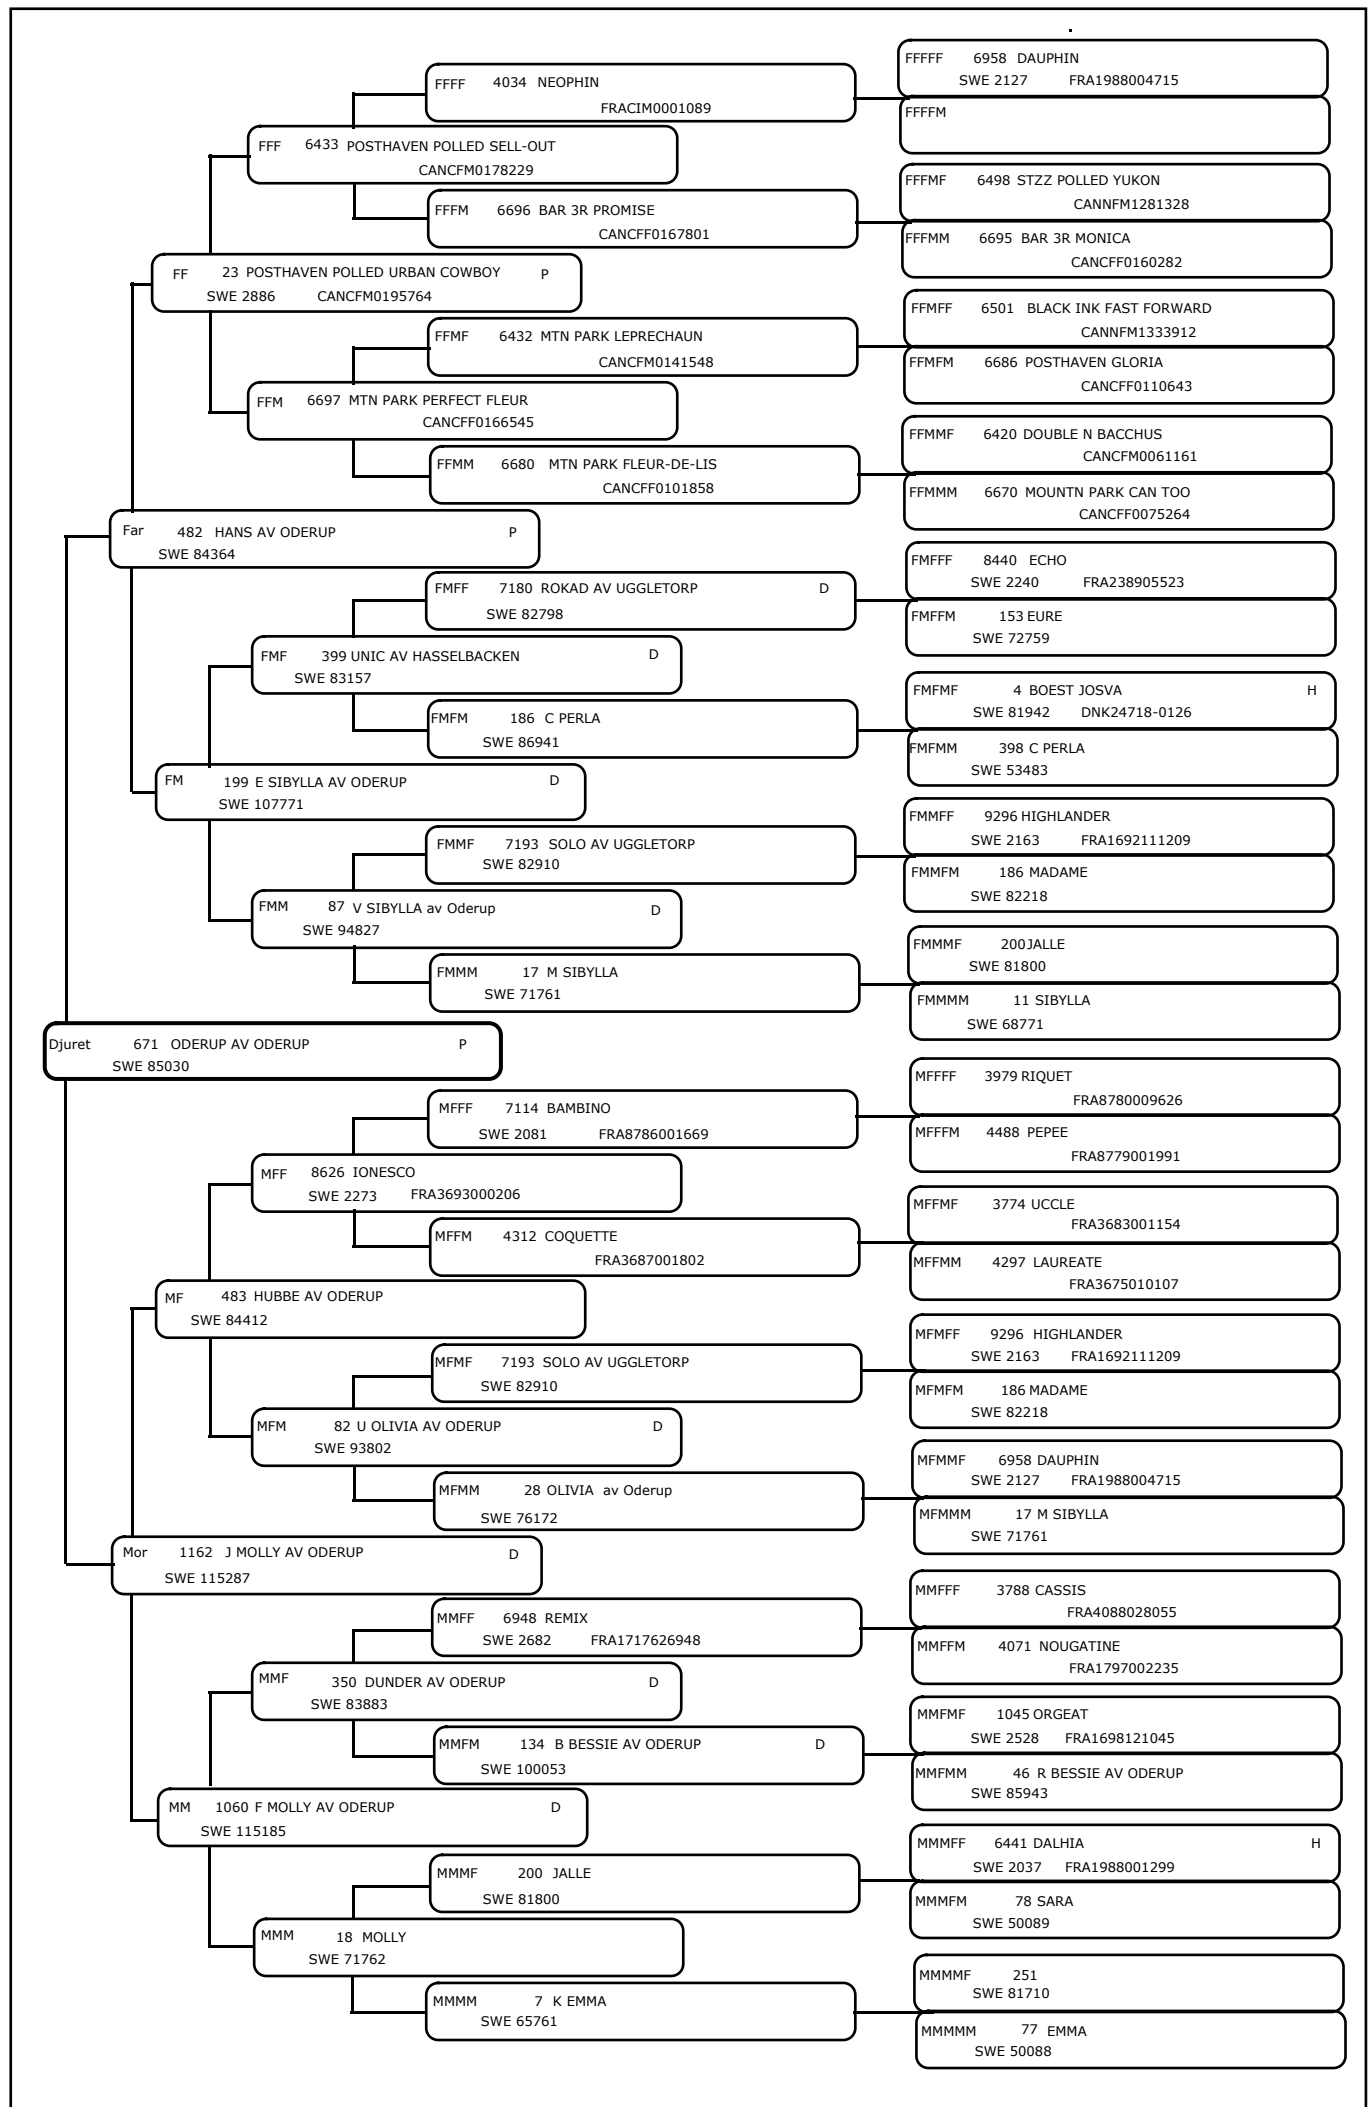 FFFFF 6958 DAUPHIN
SWE 2127 FRA1988004715
FFFF 4034 NEOPHIN
FRACIM0001089
FFFFM
FFF 6433 POSTHAVEN POLLED SELL-OUT
CANCFM0178229
FFFMF 6498 STZZ POLLED YUKON
CANNFM1281328
FFFM 6696 BAR 3R PROMISE
CANCFF0167801
FFFMM 6695 BAR 3R MONICA
CANCFF0160282
FF 23 POSTHAVEN POLLED URBAN COWBOY P
SWE 2886 CANCFM0195764
FFMFF 6501 BLACK INK FAST FORWARD
CANNFM1333912
FFMF 6432 MTN PARK LEPRECHAUN
CANCFM0141548
FFMFM 6686 POSTHAVEN GLORIA
CANCFF0110643
FFM 6697 MTN PARK PERFECT FLEUR
CANCFF0166545
FFMMF 6420 DOUBLE N BACCHUS
CANCFM0061161
FFMM 6680 MTN PARK FLEUR-DE-LIS
CANCFF0101858
FFMMM 6670 MOUNTN PARK CAN TOO
CANCFF0075264
Far 482 HANS AV ODERUP P
SWE 84364
FMFFF 8440 ECHO
SWE 2240 FRA238905523
FMFF 7180 ROKAD AV UGGLETORP D
SWE 82798
FMFFM 153 EURE
SWE 72759
FMF 399 UNIC AV HASSELBACKEN D
SWE 83157
FMFMF 4 BOEST JOSVA H
SWE 81942 DNK24718-0126
FMFM 186 C PERLA
SWE 86941
FMFMM 398 C PERLA
SWE 53483
FM 199 E SIBYLLA AV ODERUP D
SWE 107771
FMMFF 9296 HIGHLANDER
SWE 2163 FRA1692111209
FMMF 7193 SOLO AV UGGLETORP
SWE 82910
FMMFM 186 MADAME
SWE 82218
FMM 87 V SIBYLLA av Oderup D
SWE 94827
FMMMF 200 JALLE
SWE 81800
FMMM 17 M SIBYLLA
SWE 71761
FMMMM 11 SIBYLLA
SWE 68771
Djuret 671 ODERUP AV ODERUP P
SWE 85030
MFFFF 3979 RIQUET
FRA8780009626
MFFF 7114 BAMBINO
SWE 2081 FRA8786001669
MFFFM 4488 PEPEE
FRA8779001991
MFF 8626 IONESCO
SWE 2273 FRA3693000206
MFFMF 3774 UCCLE
FRA3683001154
MFFM 4312 COQUETTE
FRA3687001802
MFFMM 4297 LAUREATE
FRA3675010107
MF 483 HUBBE AV ODERUP
SWE 84412
MFMFF 9296 HIGHLANDER
SWE 2163 FRA1692111209
MFMF 7193 SOLO AV UGGLETORP
SWE 82910
MFMFM 186 MADAME
SWE 82218
MFM 82 U OLIVIA AV ODERUP D
SWE 93802
MFMMF 6958 DAUPHIN
SWE 2127 FRA1988004715
MFMM 28 OLIVIA av Oderup
SWE 76172
MFMMM 17 M SIBYLLA
SWE 71761
Mor 1162 J MOLLY AV ODERUP D
SWE 115287
MMFFF 3788 CASSIS
FRA4088028055
MMFF 6948 REMIX
SWE 2682 FRA1717626948
MMFFM 4071 NOUGATINE
FRA1797002235
MMF 350 DUNDER AV ODERUP D
SWE 83883
MMFMF 1045 ORGEAT
SWE 2528 FRA1698121045
MMFM 134 B BESSIE AV ODERUP D
SWE 100053
MMFMM 46 R BESSIE AV ODERUP
SWE 85943
MM 1060 F MOLLY AV ODERUP D
SWE 115185
MMMFF 6441 DALHIA H
SWE 2037 FRA1988001299
MMMF 200 JALLE
SWE 81800
MMMFM 78 SARA
SWE 50089
MMM 18 MOLLY
SWE 71762
MMMMF 251
SWE 81710
MMMM 7 K EMMA
SWE 65761
MMMMM 77 EMMA
SWE 50088